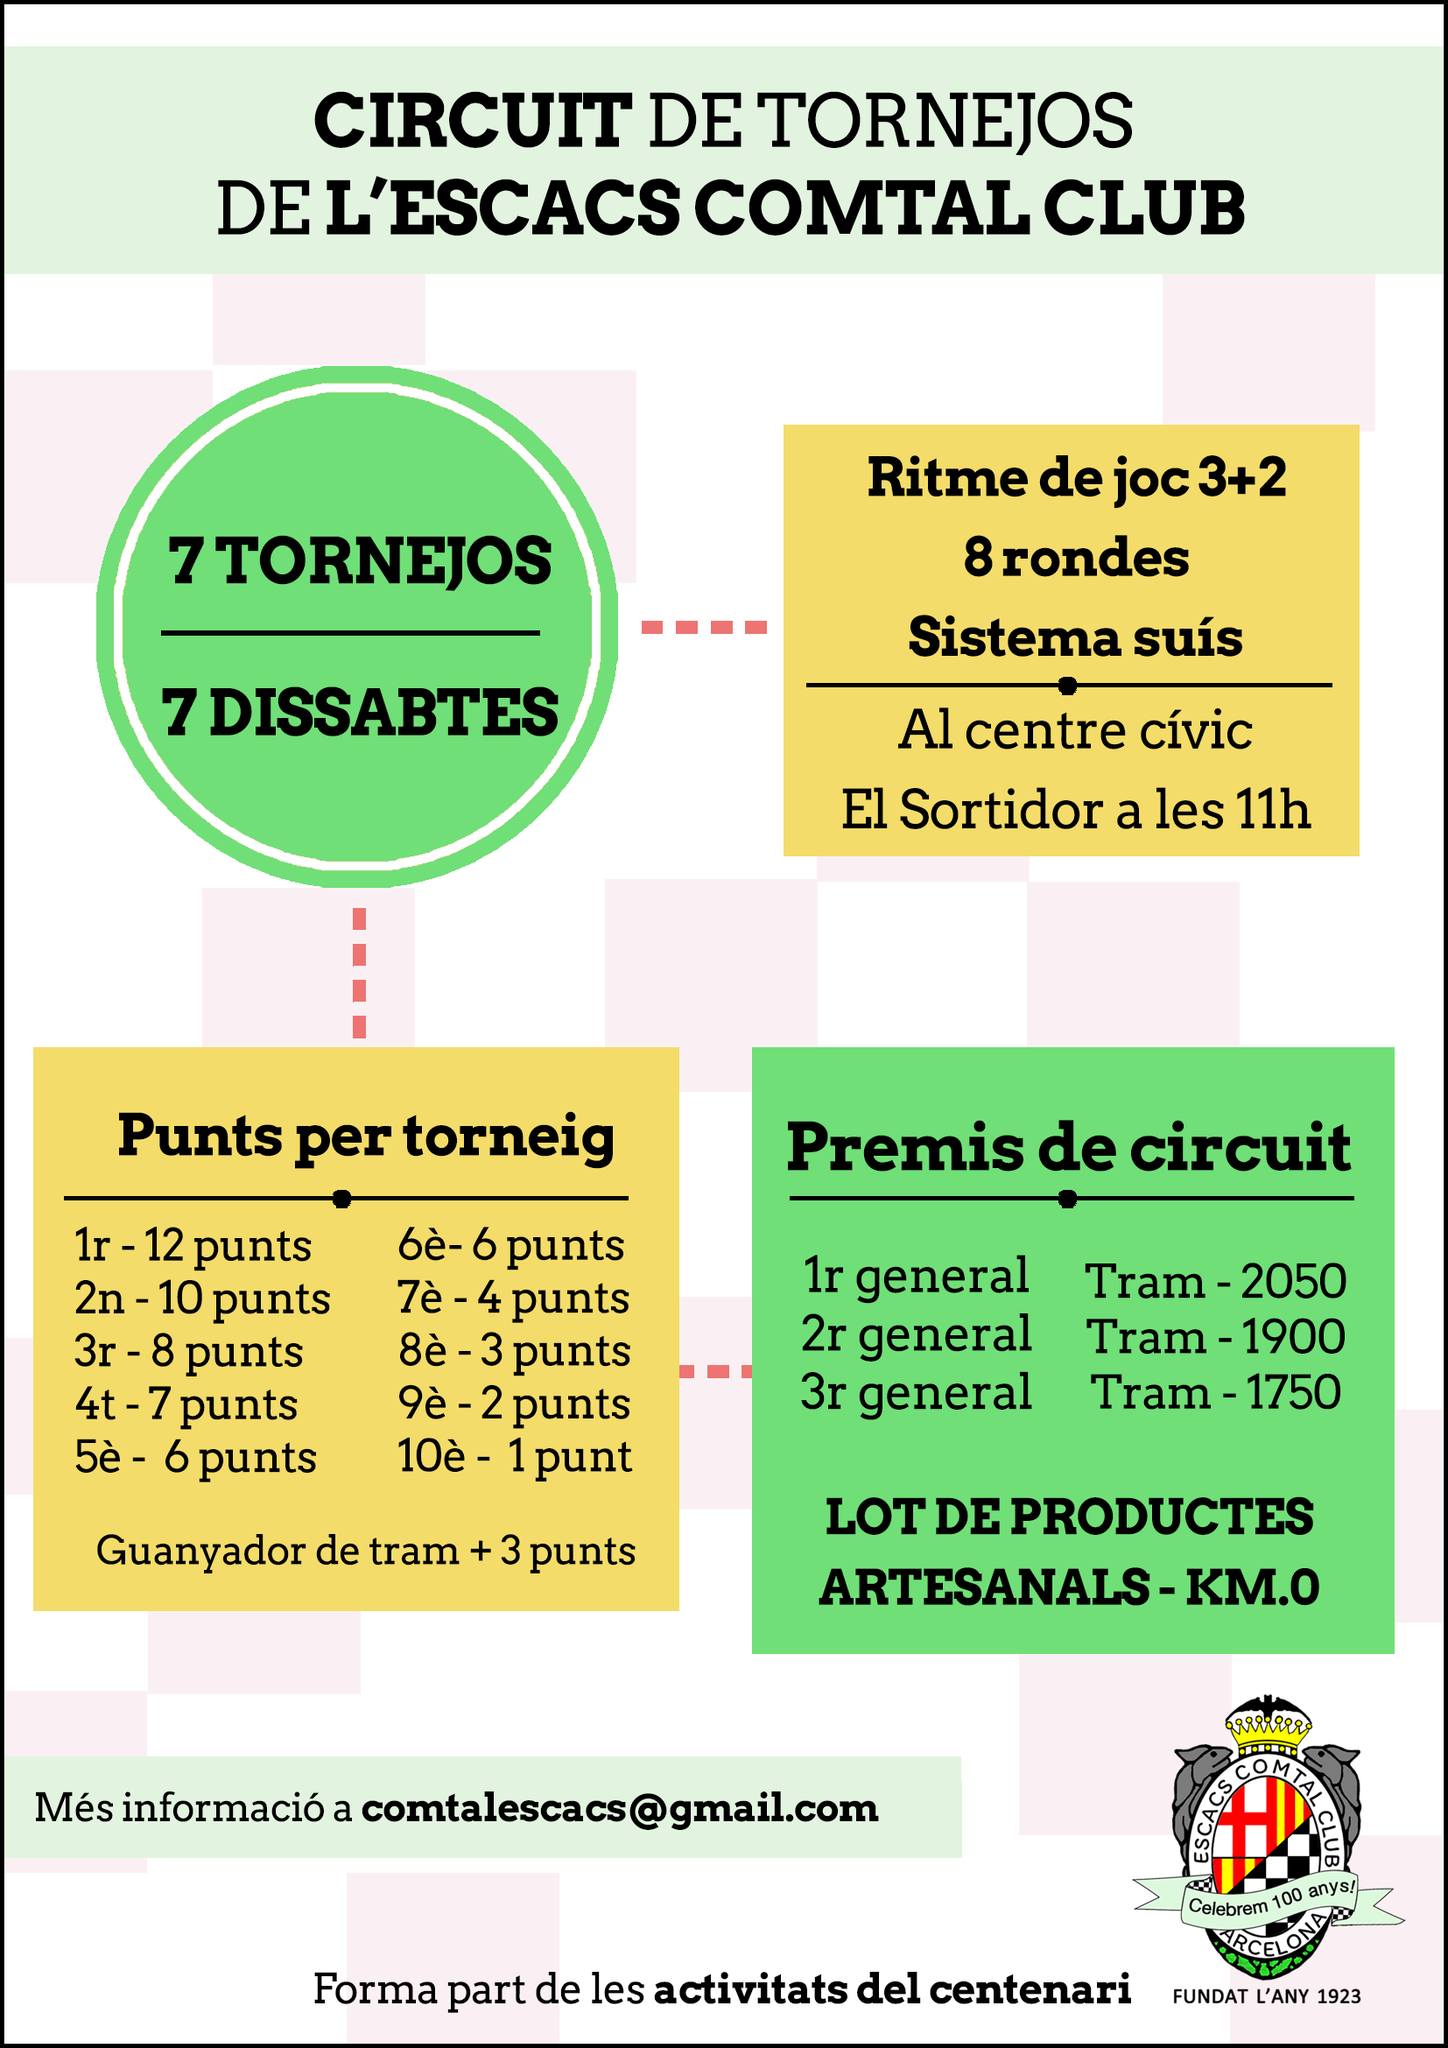 CIRCUIT DE TORNEJOS
DE L'ESCACS COMTAL CLUB
7 TORNEJOS
7 DISSABTES
Ritme de joc 3+2
8 rondes
Sistema suís
Al centre cívic
El Sortidor a les 11h
Punts per torneig
1r - 12 punts
2n - 10 punts
3r - 8 punts
4t - 7 punts
5è - 6 punts
6è- 6 punts
7è - 4 punts
8è - 3 punts
9è - 2 punts
10è - 1 punt
Guanyador de tram + 3 punts
Premis de circuit
1r general
2r general
3r general
Tram - 2050
Tram - 1900
Tram - 1750
LOT DE PRODUCTES
ARTESANALS - KM.0
Més informació a comtalescacs@gmail.com
ESCACS COMTAL CLUB
Celebrem 100 anys!
ARCELONA
FUNDAT L'ANY 1923
Forma part de les activitats del centenari